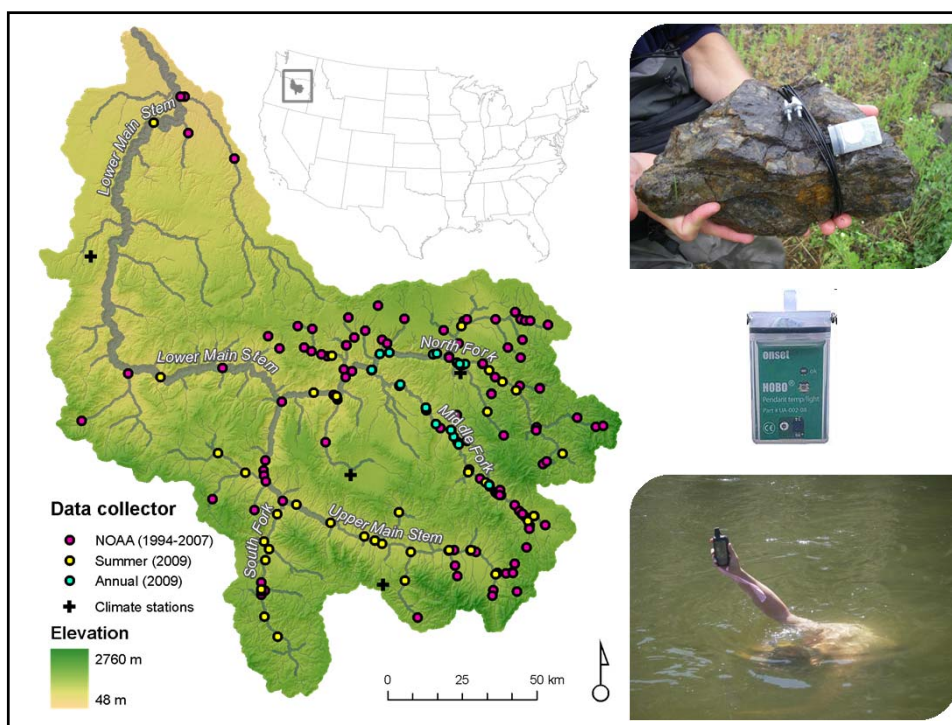 Lower Main Stem
Lower Main Stem
North Fork
Middle Fork
South Fork
Upper Main Stem
Data collector
NOAA (1994-2007)
Summer (2009)
Annual (2009)
Climate stations
Elevation
2760 m
48 m
0 25 50 km
onset
HOBO®
Pendant temp/light
CE